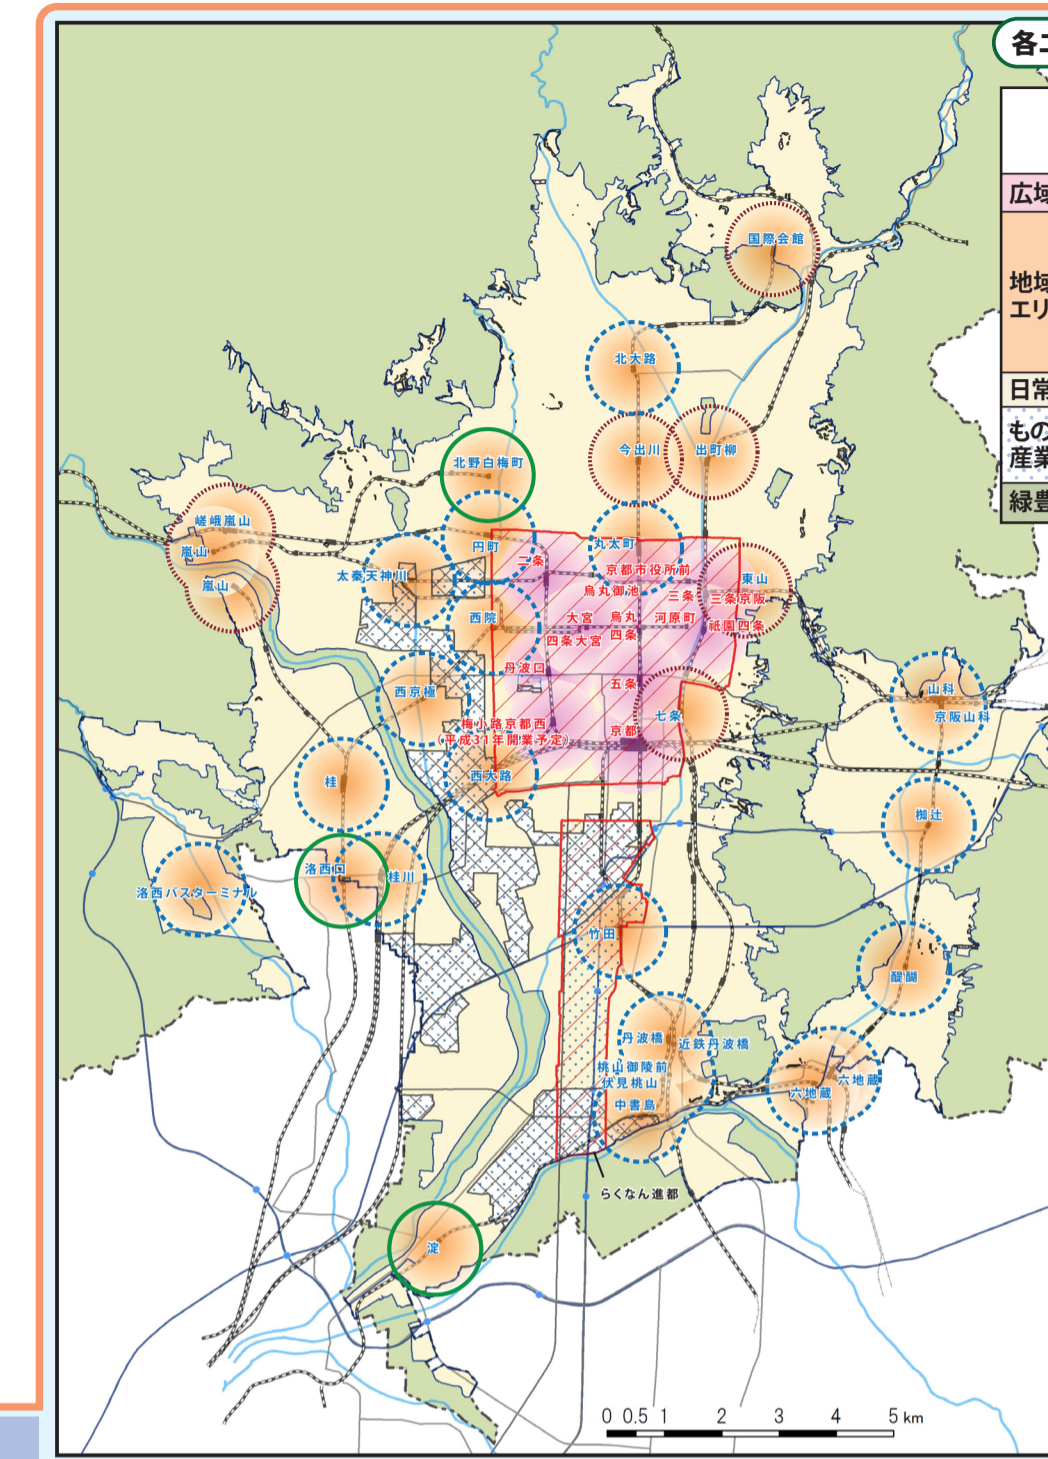 各エ
広域
地域
エリ
日常
もの
産業
緑豊
国際会館
北大路
今出川
出町柳
北野白梅町
嵯峨嵐山
嵐山
嵐山
太秦天神川
円町
丸太町
二条
京都市役所前
烏丸御池
東山
三条
三条京阪
西院
大宮
烏丸
河原町
祇園四条
四条大宮
四条
丹波口
五条
西京極
梅小路京都西
(平成31年開業予定)
七条
京都
山科
京阪山科
桂
西大路
椥辻
洛西口
桂川
洛西バスターミナル
竹田
醍醐
丹波橋
近鉄丹波橋
桃山御陵前
伏見桃山
中書島
六地蔵
六地蔵
らくなん進都
淀
0 0.5 1 2 3 4 5 km